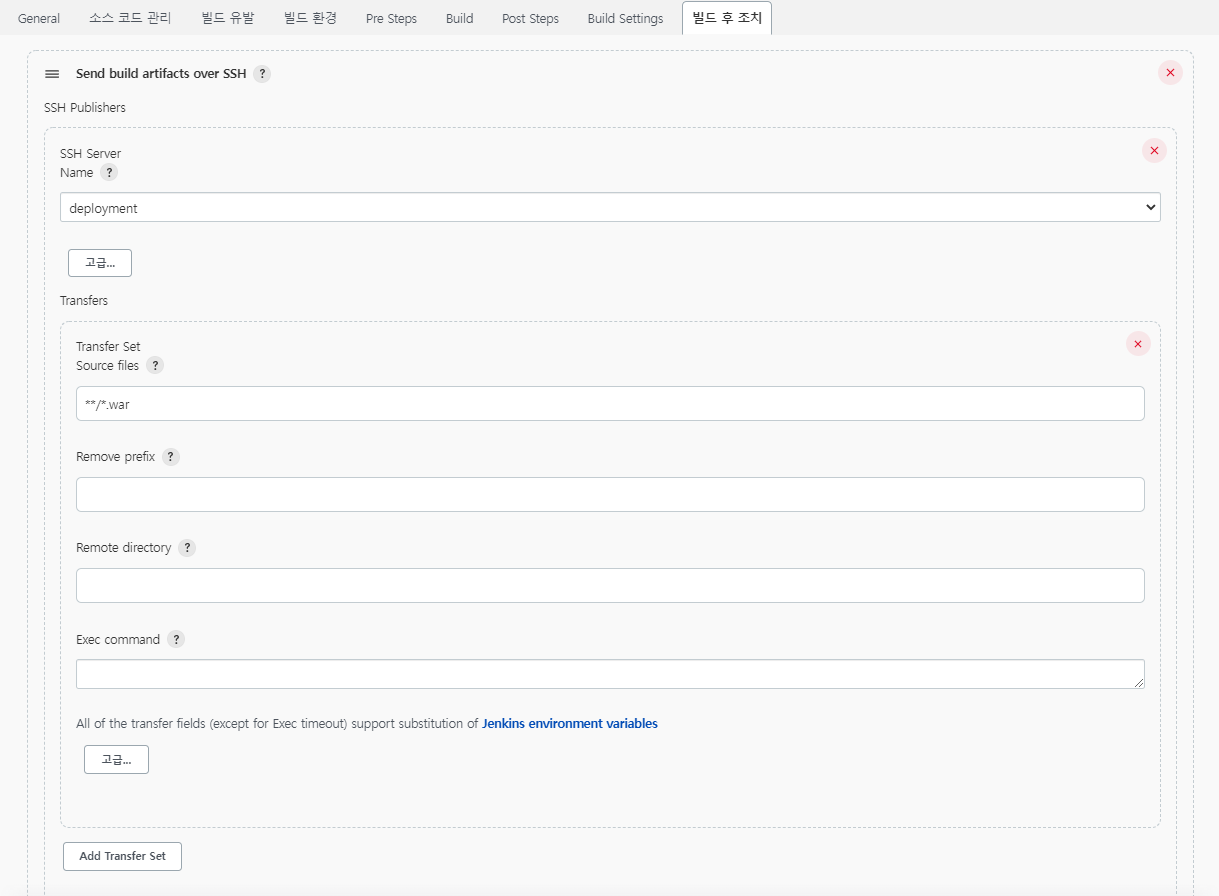 General 소스 코드 관리 빌드 유발 빌드 환경 Pre Steps Build Post Steps Build Settings 빌드 후 조치
Send build artifacts over SSH ?
SSH Publishers
SSH Server
Name ?
deployment
고급...
Transfers
Transfer Set
Source files ?
**/*.war
Remove prefix ?
Remote directory ?
Exec command ?
All of the transfer fields (except for Exec timeout) support substitution of Jenkins environment variables
고급...
Add Transfer Set